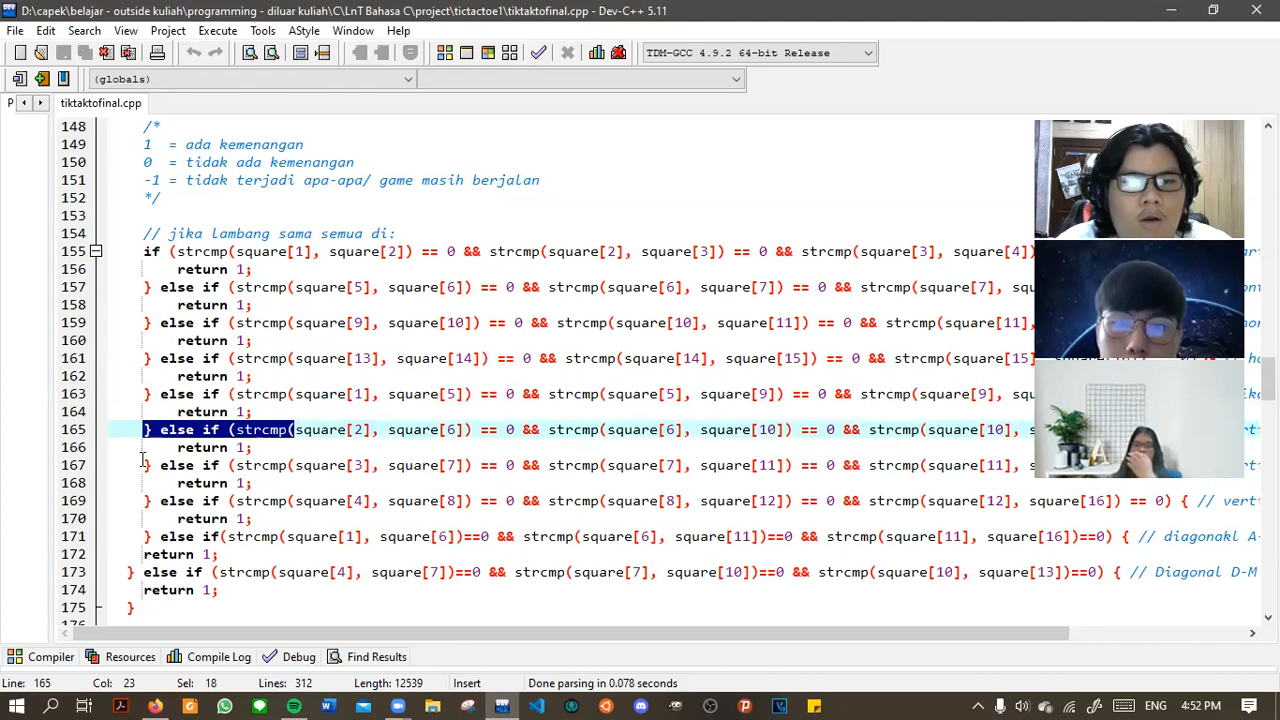 D:\capek\belajar - outside kuliah\programming - diluar kuliah\C\LnT Bahasa C\project\tictactoe1\tiktaktofinal.cpp - Dev-C++ 5.11
File Edit Search View Project Execute Tools AStyle Window Help
TDM-GCC 4.9.2 64-bit Release
(globals)
P tiktaktofinal.cpp
148 /*
149 1 = ada kemenangan
150 0 = tidak ada kemenangan
151 -1 = tidak terjadi apa-apa/ game masih berjalan
152 */
153
154 // jika lambang sama semua di:
155 if (strcmp(square[1], square[2]) == 0 && strcmp(square[2], square[3]) == 0 && strcmp(square[3], square[4])
156 return 1;
157 } else if (strcmp(square[5], square[6]) == 0 && strcmp(square[6], square[7]) == 0 && strcmp(square[7],
158 return 1;
159 } else if (strcmp(square[9], square[10]) == 0 && strcmp(square[10], square[11]) == 0 && strcmp(square[11],
160 return 1;
161 } else if (strcmp(square[13], square[14]) == 0 && strcmp(square[14], square[15]) == 0 && strcmp(square[15]
162 return 1;
163 } else if (strcmp(square[1], square[5]) == 0 && strcmp(square[5], square[9]) == 0 && strcmp(square[9],
164 return 1;
165 } else if (strcmp(square[2], square[6]) == 0 && strcmp(square[6], square[10]) == 0 && strcmp(square[10],
166 return 1;
167 } else if (strcmp(square[3], square[7]) == 0 && strcmp(square[7], square[11]) == 0 && strcmp(square[11],
168 return 1;
169 } else if (strcmp(square[4], square[8]) == 0 && strcmp(square[8], square[12]) == 0 && strcmp(square[12], square[16]) == 0) { // vert
170 return 1;
171 } else if(strcmp(square[1], square[6])==0 && strcmp(square[6], square[11])==0 && strcmp(square[11], square[16])==0) { // diagonakl A-
172 return 1;
173 } else if (strcmp(square[4], square[7])==0 && strcmp(square[7], square[10])==0 && strcmp(square[10], square[13])==0) { // Diagonal D-M
174 return 1;
175 }
Compiler Resources Compile Log Debug Find Results
Line: 165 Col: 23 Sel: 18 Lines: 312 Length: 12539 Insert Done parsing in 0.078 seconds
ENG 4:52 PM